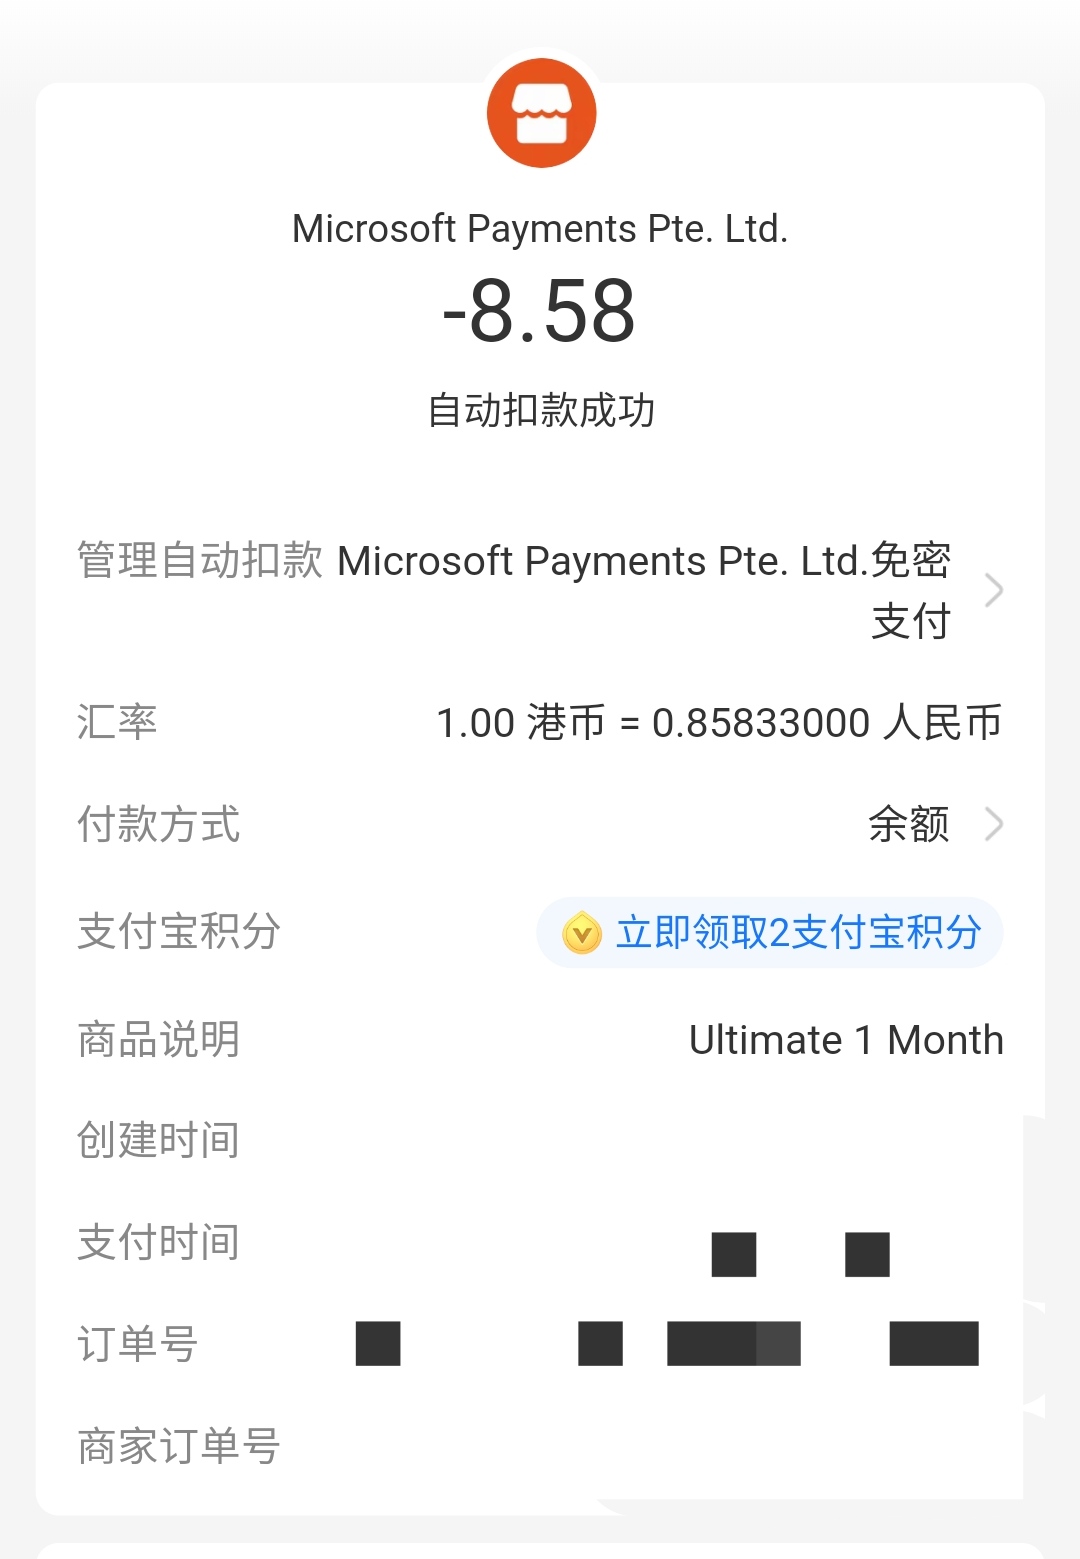 Microsoft Payments Pte. Ltd.
-8.58
自动扣款成功
管理自动扣款 Microsoft Payments Pte. Ltd.免密
支付
汇率 1.00 港币 = 0.85833000 人民币
付款方式 余额
支付宝积分 立即领取2支付宝积分
商品说明 Ultimate 1 Month
创建时间
支付时间
订单号
商家订单号